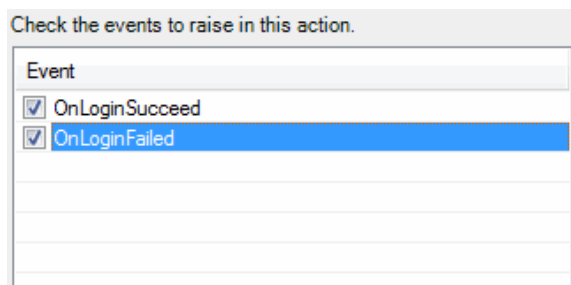 Check the events to raise in this action.
Event
OnLoginSucceed
OnLoginFailed